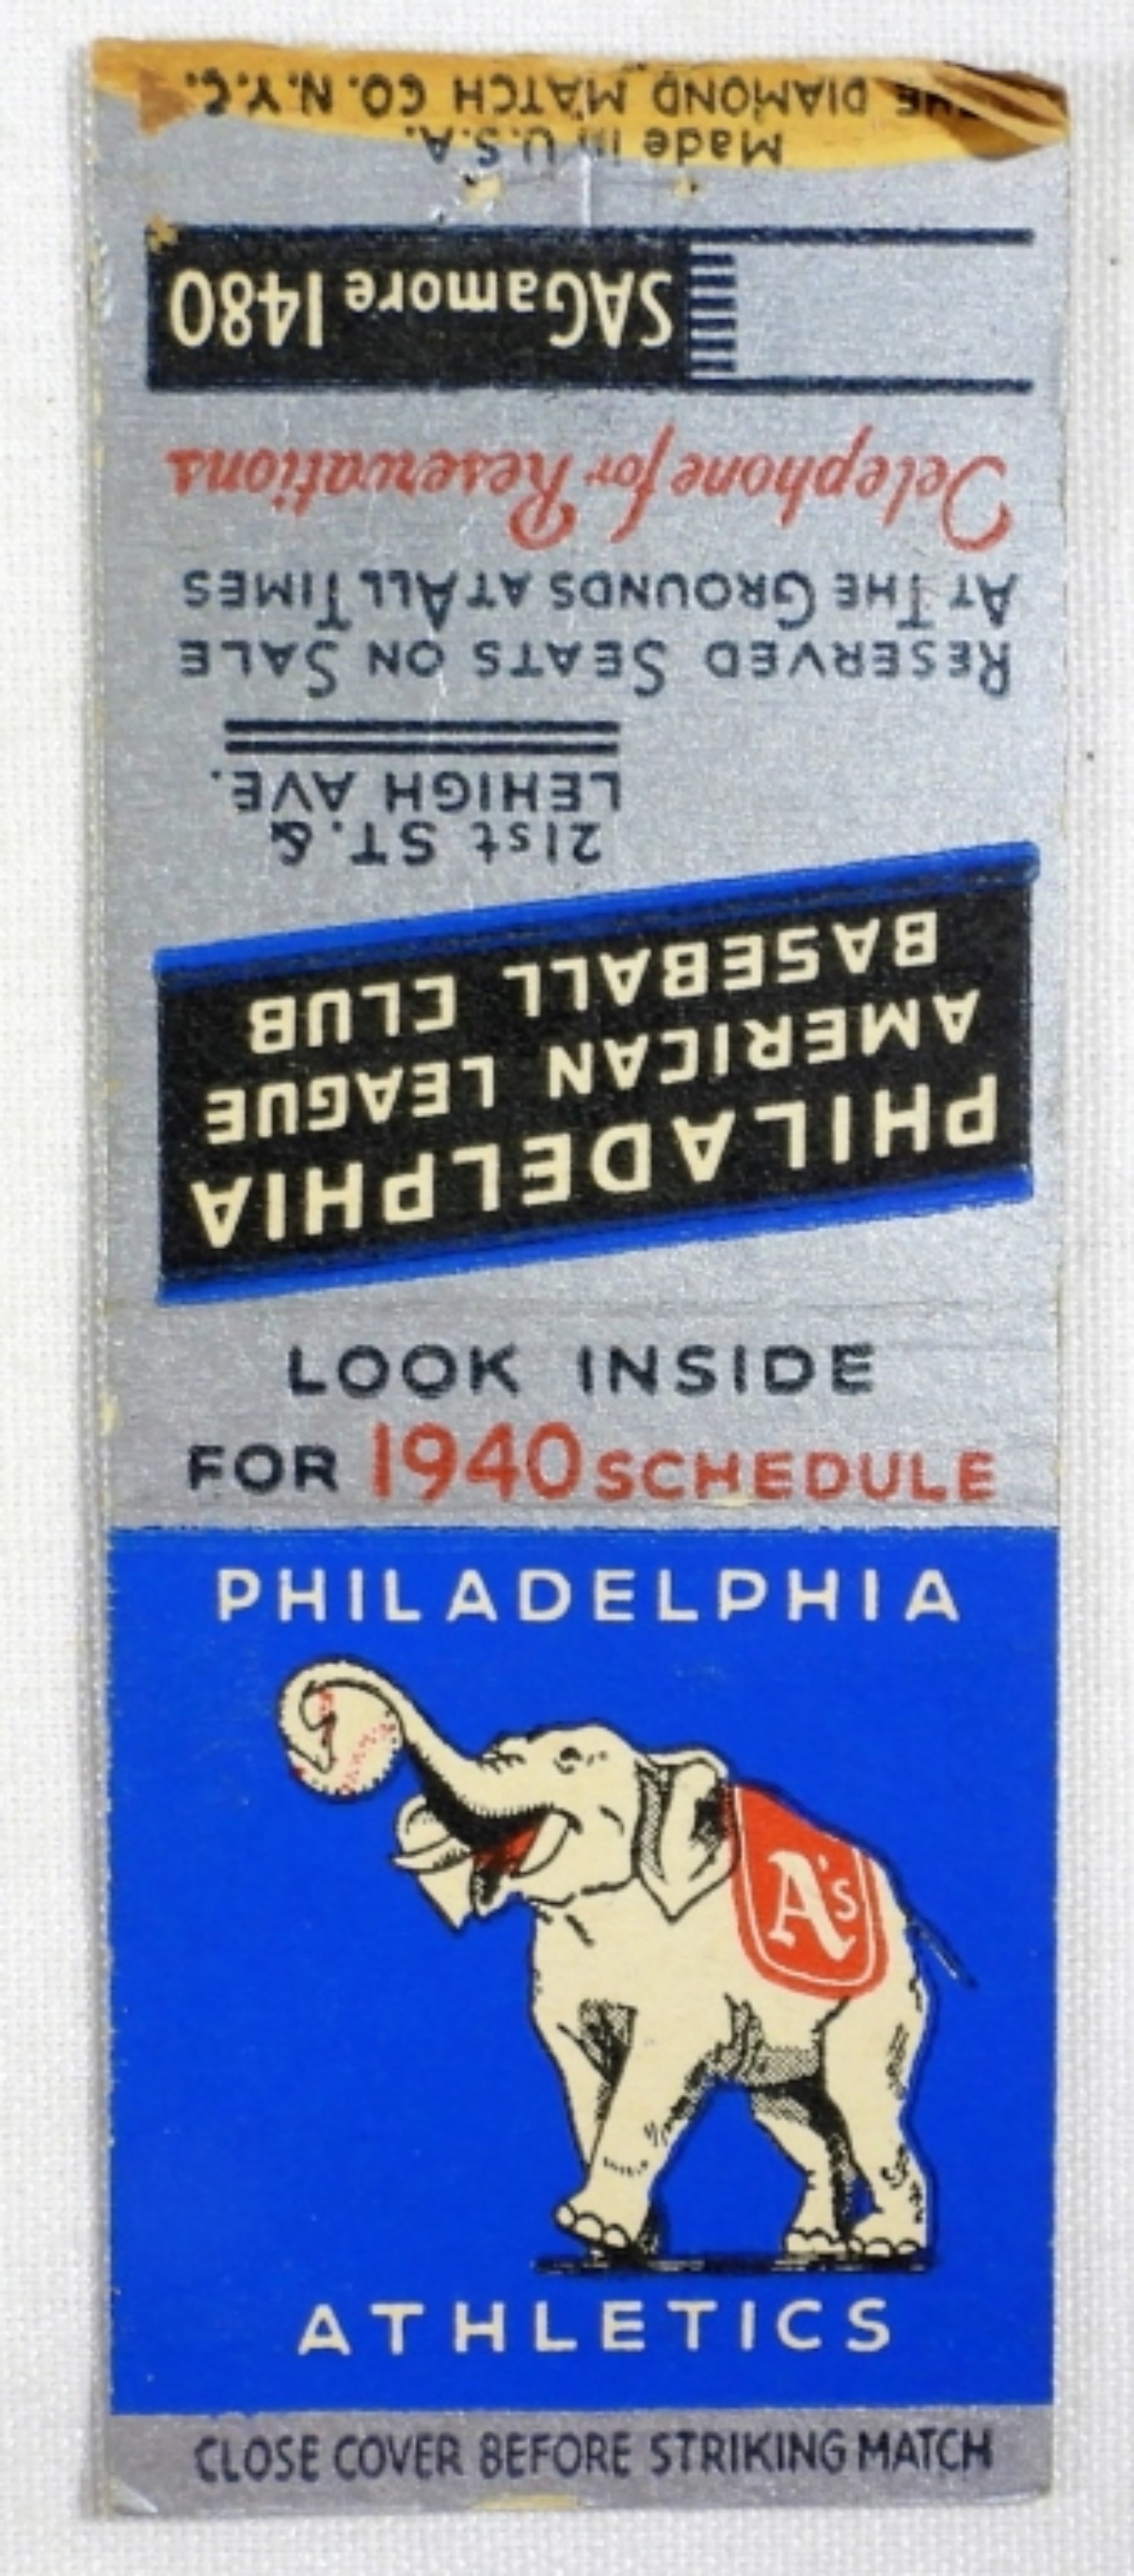 LOOK INSIDE
FOR 1940 SCHEDULE
PHILADELPHIA
A's
ATHLETICS
CLOSE COVER BEFORE STRIKING MATCH
PHILADELPHIA
AMERICAN LEAGUE
BASEBALL CLUB
21st ST. &
LEHIGH AVE.
RESERVED SEATS ON SALE
AT THE GROUNDS AT ALL TIMES
Telephone for Reservations
SAGamore 1480
Made in U.S.A.
THE DIAMOND MATCH CO. N.Y.C.